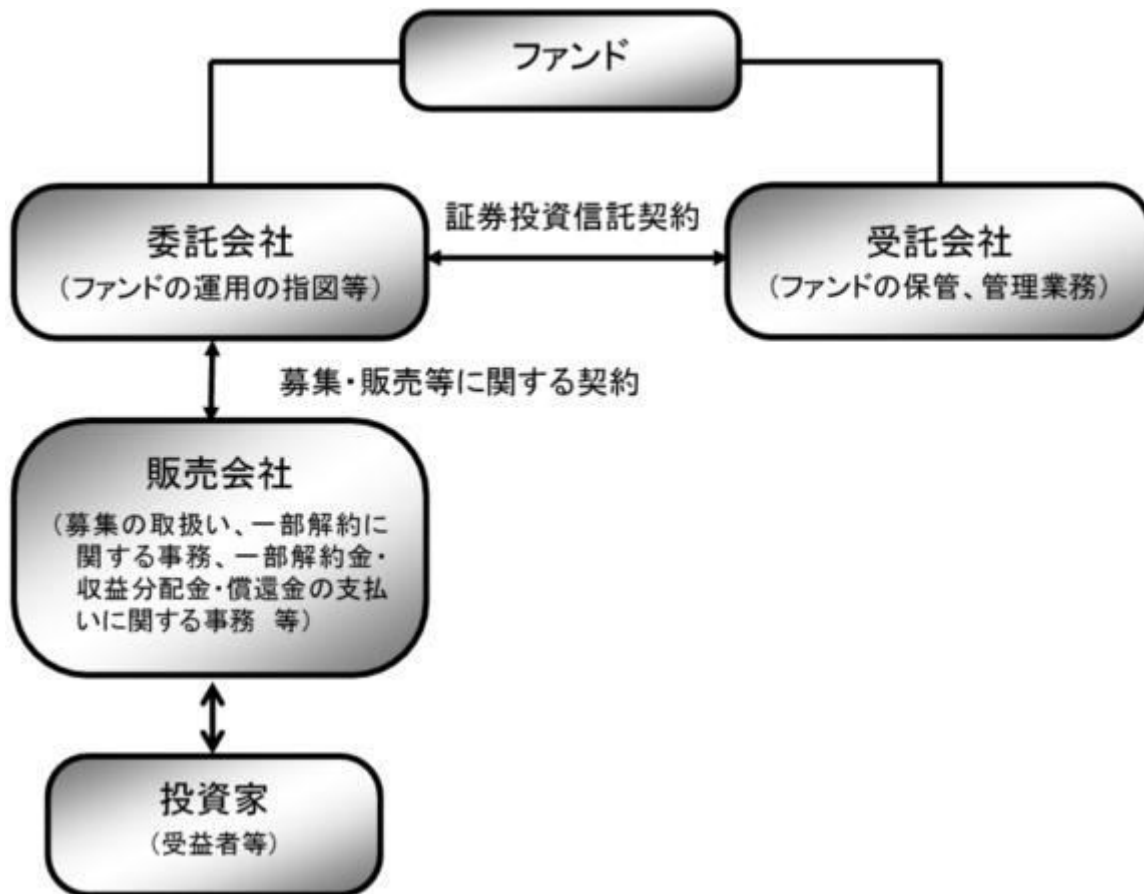 ファンド
委託会社
（ファンドの運用の指図等）
証券投資信託契約
受託会社
（ファンドの保管、管理業務）
募集・販売等に関する契約
販売会社
（募集の取扱い、一部解約に
関する事務、一部解約金・
収益分配金・償還金の支払
いに関する事務　等）
投資家
（受益者等）